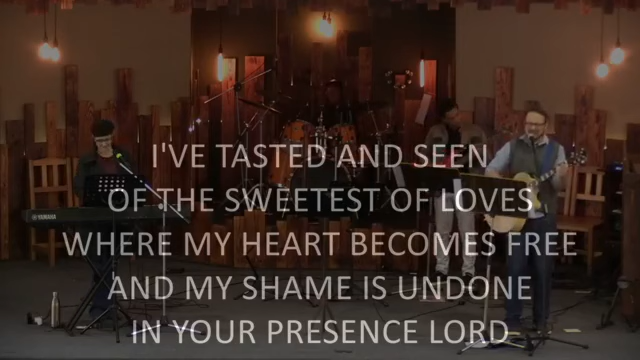 I'VE TASTED AND SEEN
OF THE SWEETEST OF LOVES
WHERE MY HEART BECOMES FREE
AND MY SHAME IS UNDONE
IN YOUR PRESENCE LORD
YAMAHA